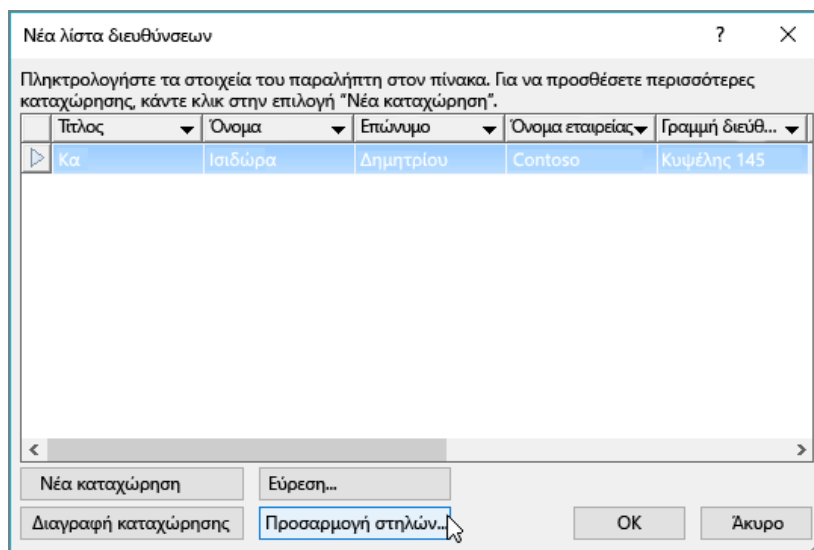 Νέα λίστα διευθύνσεων
Πληκτρολογήστε τα στοιχεία του παραλήπτη στον πίνακα. Για να προσθέσετε περισσότερες
καταχώρησης, κάντε κλικ στην επιλογή "Νέα καταχώρηση".
Τίτλος Όνομα Επώνυμο Όνομα εταιρείας Γραμμή διεύθ...
Κα Ισιδώρα Δημητρίου Contoso Κυψέλης 145
Νέα καταχώρηση Εύρεση...
Διαγραφή καταχώρησης Προσαρμογή στηλών... OK Άκυρο